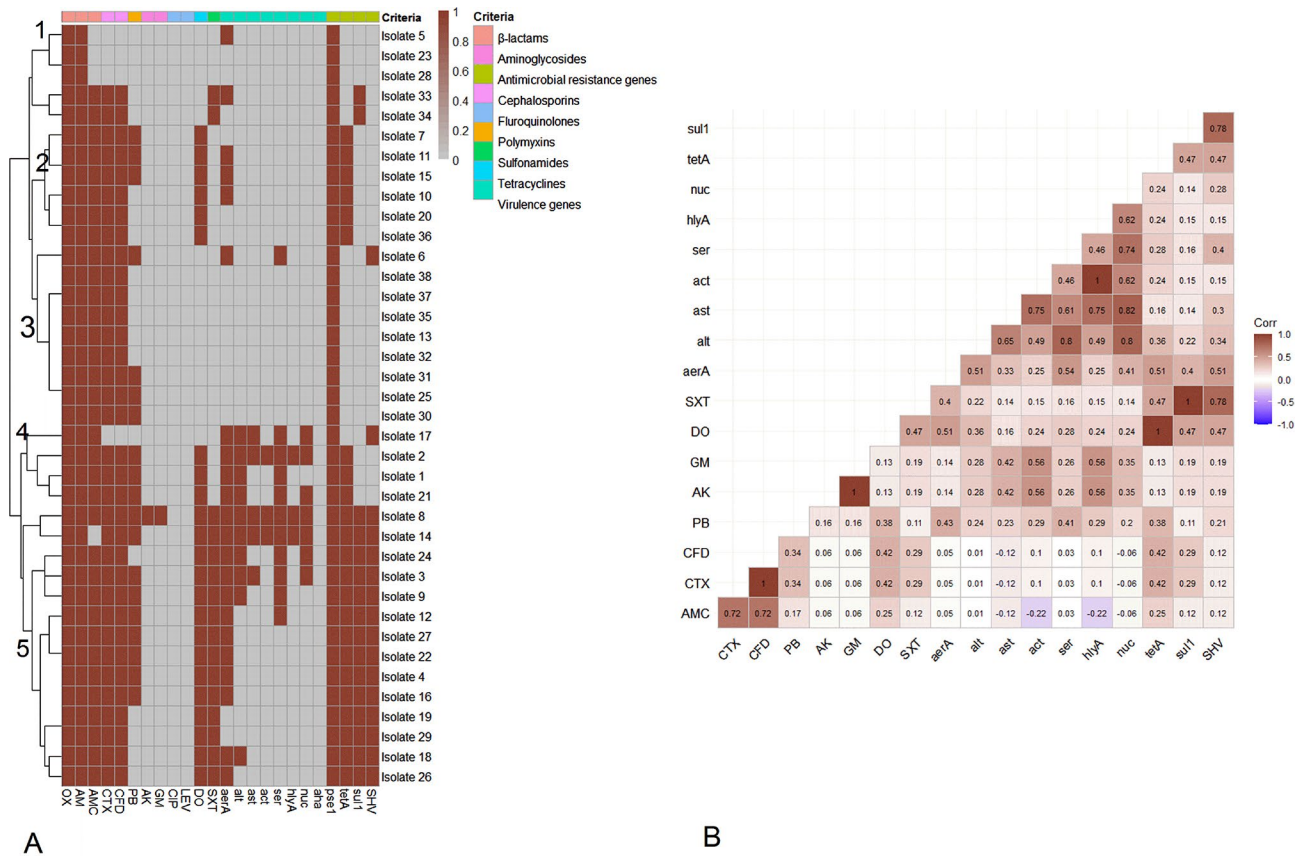 Criteria
1
0.8
0.6
0.4
0.2
0
Criteria
β-lactams
Aminoglycosides
Antimicrobial resistance genes
Cephalosporins
Fluroquinolones
Polymyxins
Sulfonamides
Tetracyclines
Virulence genes
1
2
3
4
5
Isolate 5
Isolate 23
Isolate 28
Isolate 33
Isolate 34
Isolate 7
Isolate 11
Isolate 15
Isolate 10
Isolate 20
Isolate 36
Isolate 6
Isolate 38
Isolate 37
Isolate 35
Isolate 13
Isolate 32
Isolate 31
Isolate 25
Isolate 30
Isolate 17
Isolate 2
Isolate 1
Isolate 21
Isolate 8
Isolate 14
Isolate 24
Isolate 3
Isolate 9
Isolate 12
Isolate 27
Isolate 22
Isolate 4
Isolate 16
Isolate 19
Isolate 29
Isolate 18
Isolate 26
OX AM AMC CTX CFD PB AK GM CIP LEV DO SXT aerA alt ast act ser hlyA nuc aha pse1 tetA sul1 SHV
A
sul1 0.78
tetA 0.47 0.47
nuc 0.24 0.14 0.28
hlyA 0.62 0.24 0.15 0.15
ser 0.46 0.74 0.28 0.16 0.4
act 0.46 1 0.62 0.24 0.15 0.15
ast 0.75 0.61 0.75 0.82 0.16 0.14 0.3
alt 0.65 0.49 0.8 0.49 0.8 0.36 0.22 0.34
aerA 0.51 0.33 0.25 0.54 0.25 0.41 0.51 0.4 0.51
SXT 0.4 0.22 0.14 0.15 0.16 0.15 0.14 0.47 1 0.78
DO 0.47 0.51 0.36 0.16 0.24 0.28 0.24 0.24 1 0.47 0.47
GM 0.13 0.19 0.14 0.28 0.42 0.56 0.26 0.56 0.35 0.13 0.19 0.19
AK 1 0.13 0.19 0.14 0.28 0.42 0.56 0.26 0.56 0.35 0.13 0.19 0.19
PB 0.16 0.16 0.38 0.11 0.43 0.24 0.23 0.29 0.41 0.29 0.2 0.38 0.11 0.21
CFD 0.34 0.06 0.06 0.42 0.29 0.05 0.01 -0.12 0.1 0.03 0.1 -0.06 0.42 0.29 0.12
CTX 1 0.34 0.06 0.06 0.42 0.29 0.05 0.01 -0.12 0.1 0.03 0.1 -0.06 0.42 0.29 0.12
AMC 0.72 0.72 0.17 0.06 0.06 0.25 0.12 0.05 0.01 -0.12 -0.22 0.03 -0.22 -0.06 0.25 0.12 0.12
CTX CFD PB AK GM DO SXT aerA alt ast act ser hlyA nuc tetA sul1 SHV
Corr
1.0
0.5
0.0
-0.5
-1.0
B